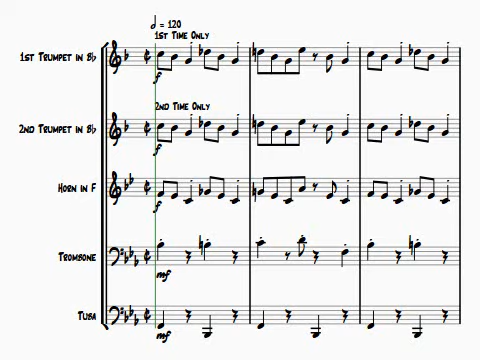 𝅗𝅥 = 120
1st Time Only
1st Trumpet in B♭
f
2nd Time Only
2nd Trumpet in B♭
f
Horn in F
f
Trombone
mf
Tuba
mf